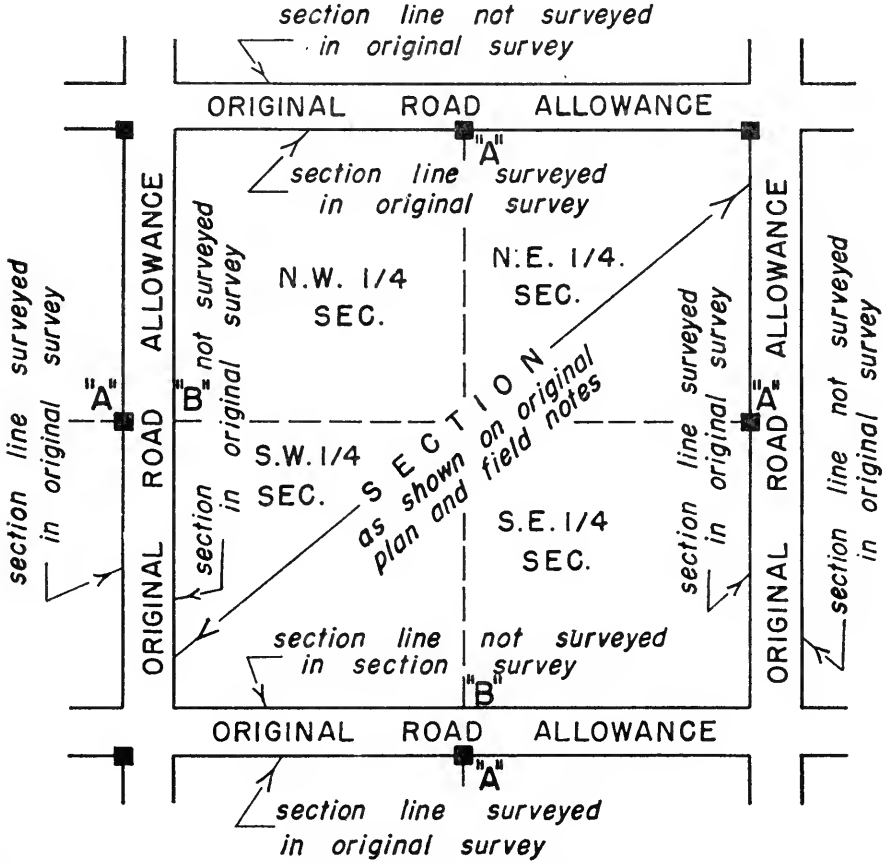 section line not surveyed
in original survey
ORIGINAL ROAD ALLOWANCE
"A"
section line surveyed
in original survey
ORIGINAL ROAD ALLOWANCE
section line surveyed
in original survey
"A"
"B"
section line not surveyed
in original survey
N.W. 1/4
SEC.
N.E. 1/4.
SEC.
SECTION
as shown on original
plan and field notes
S.W. 1/4
SEC.
S.E. 1/4
SEC.
section line surveyed
in original survey
"A"
ORIGINAL ROAD ALLOWANCE
section line not surveyed
in original survey
section line not surveyed
in section survey
"B"
ORIGINAL ROAD ALLOWANCE
"A"
section line surveyed
in original survey